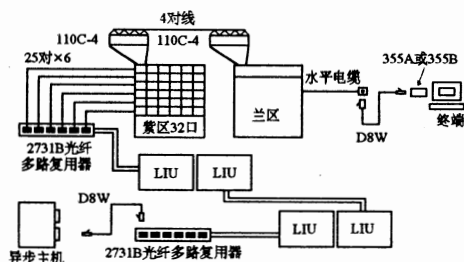 4对线
110C-4
110C-4
25对×6
水平电缆
355A或355B
紫区32口
兰区
终端
D8W
2731B光纤
多路复用器
LIU
LIU
D8W
LIU
LIU
异步主机
2731B光纤多路复用器